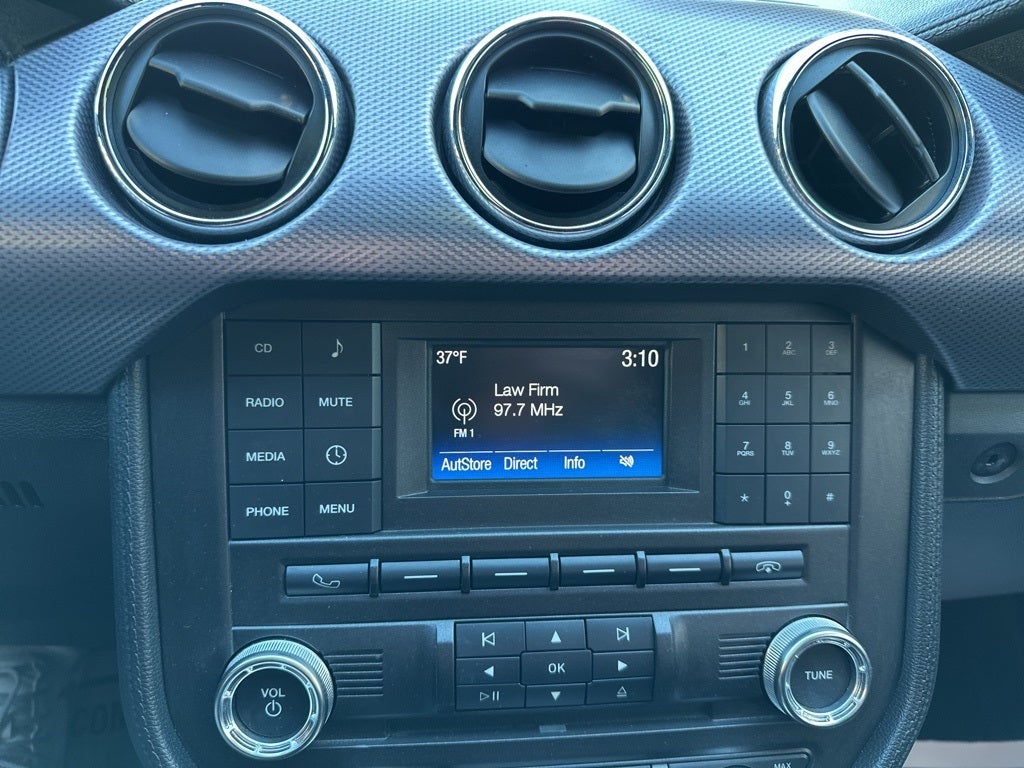 37°F 3:10
Law Firm
97.7 MHz
FM 1
AutStore Direct Info
CD
RADIO MUTE
MEDIA
PHONE MENU
1 2 ABC 3 DEF
4 GHI 5 JKL 6 MNO
7 PQRS 8 TUV 9 WXYZ
* 0 + #
OK
VOL
TUNE
MAX